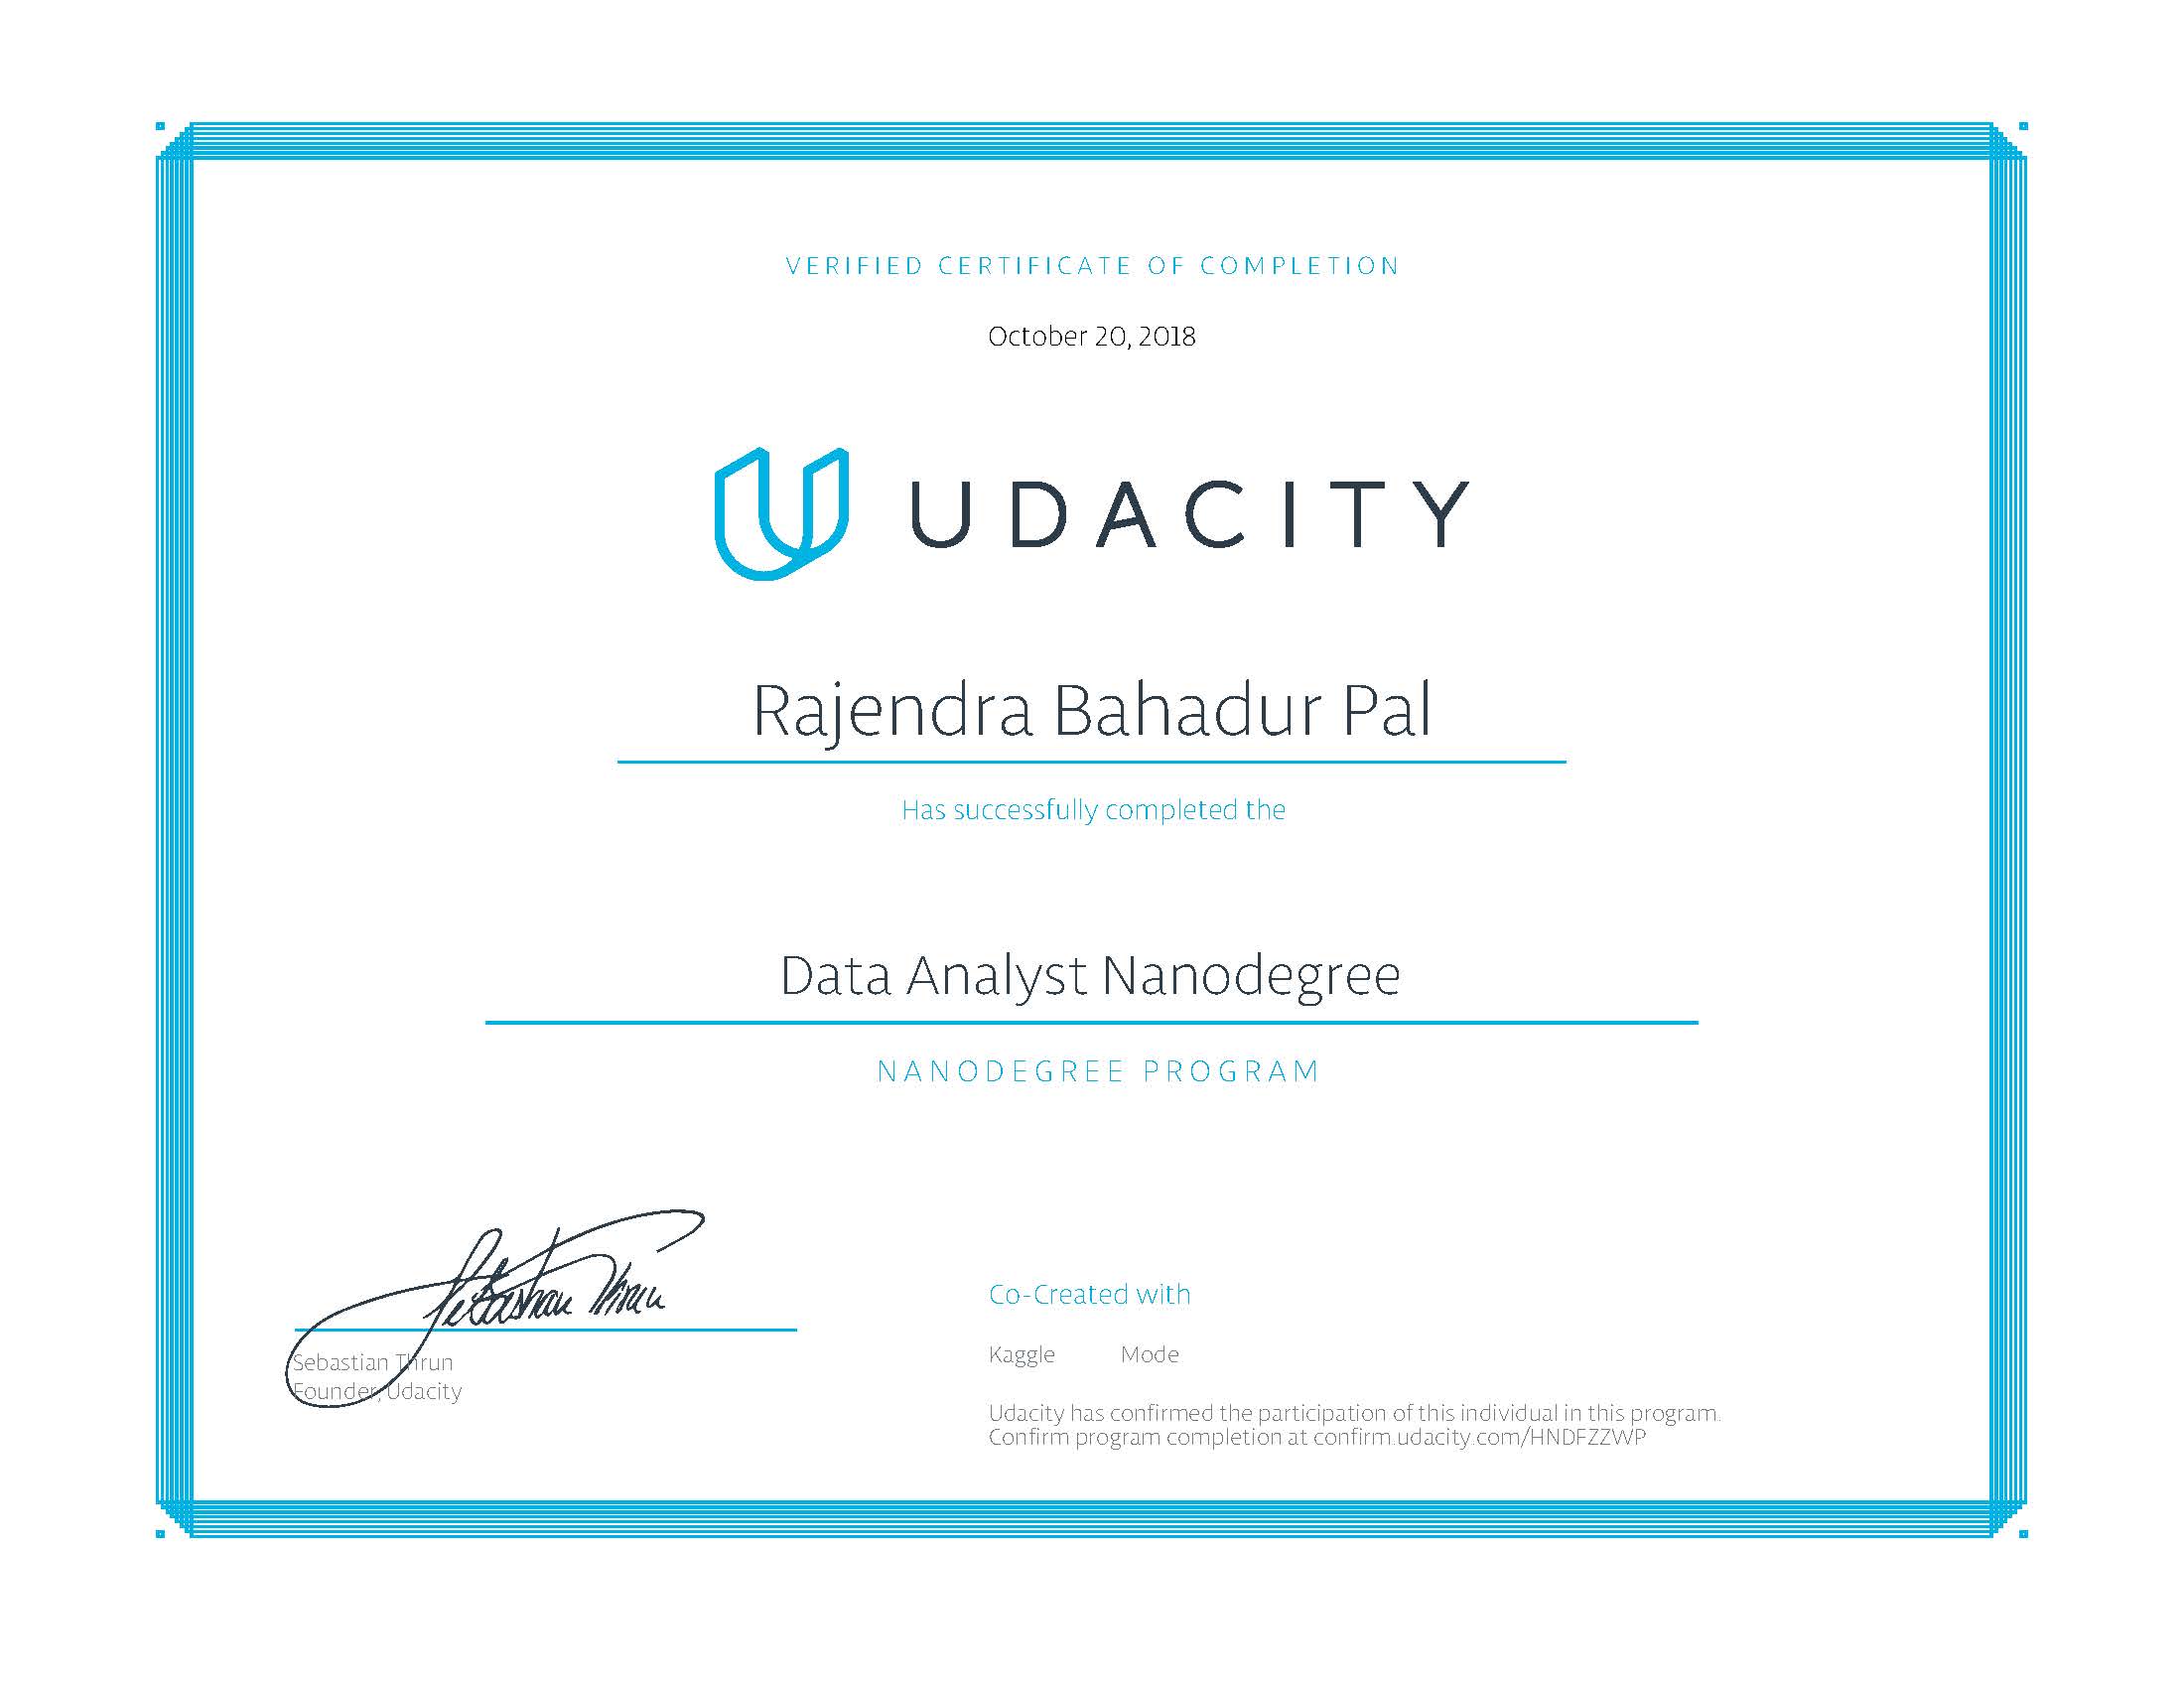 VERIFIED CERTIFICATE OF COMPLETION
October 20, 2018
UDACITY
Rajendra Bahadur Pal
Has successfully completed the
Data Analyst Nanodegree
NANODEGREE PROGRAM
Sebastian Thrun
Sebastian Thrun
Founder, Udacity
Co-Created with
Kaggle Mode
Udacity has confirmed the participation of this individual in this program.
Confirm program completion at confirm.udacity.com/HNDFZZWP